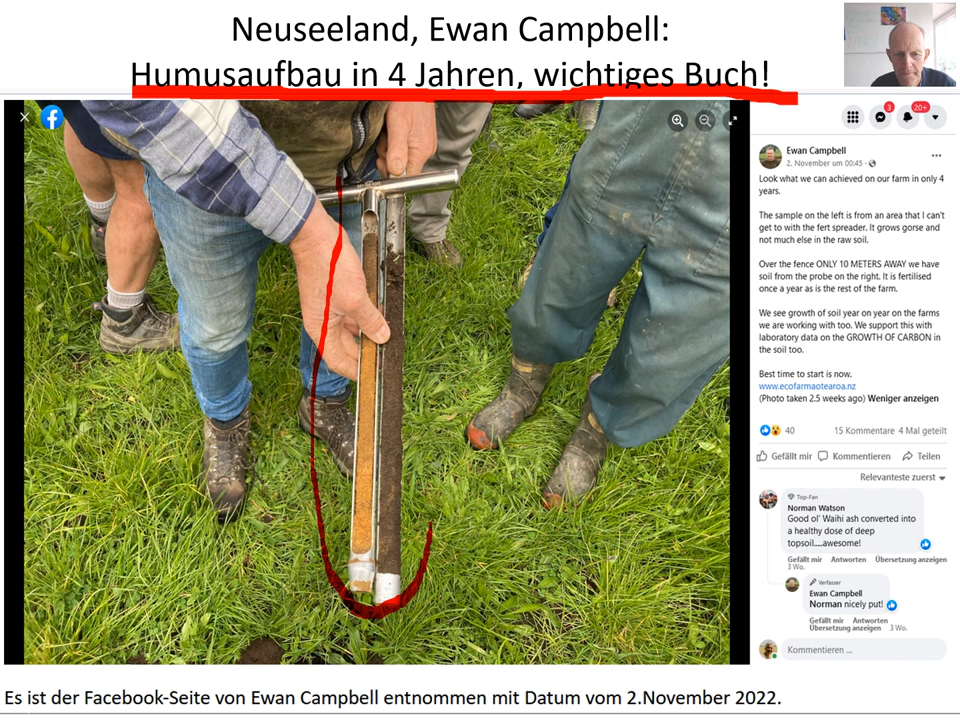 Neuseeland, Ewan Campbell:
Humusaufbau in 4 Jahren, wichtiges Buch!
3
20+
Ewan Campbell
2. November um 00:45 ·
Look what we can achieved on our farm in only 4
years.
The sample on the left is from an area that I can't
get to with the fert spreader. It grows gorse and
not much else in the raw soil.
Over the fence ONLY 10 METERS AWAY we have
soil from the probe on the right. It is fertilised
once a year as is the rest of the farm.
We see growth of soil year on year on the farms
we are working with too. We support this with
laboratory data on the GROWTH OF CARBON in
the soil too.
Best time to start is now.
www.ecofarmaotearoa.nz
(Photo taken 2.5 weeks ago) Weniger anzeigen
40 15 Kommentare 4 Mal geteilt
Gefällt mir Kommentieren Teilen
Relevanteste zuerst
Top-Fan
Norman Watson
Good ol' Waihi ash converted into
a healthy dose of deep
topsoil....awesome!
Gefällt mir Antworten Übersetzung anzeigen
3 Wo.
Verfasser
Ewan Campbell
Norman nicely put!
Gefällt mir Antworten
Übersetzung anzeigen 3 Wo.
Kommentieren ...
Es ist der Facebook-Seite von Ewan Campbell entnommen mit Datum vom 2.November 2022.